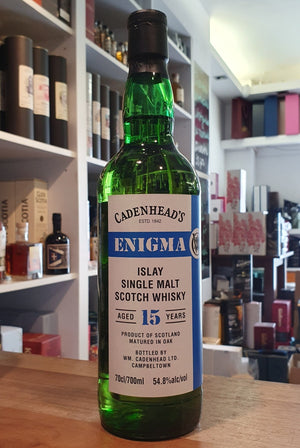 CADENHEAD'S
ESTD. 1842
ENIGMA
ISLAY
SINGLE MALT
SCOTCH WHISKY
AGED 15 YEARS
PRODUCT OF SCOTLAND
MATURED IN OAK
BOTTLED BY
WM. CADENHEAD LTD.
CAMPBELTOWN
70cl/700ml 54.8%alc/vol